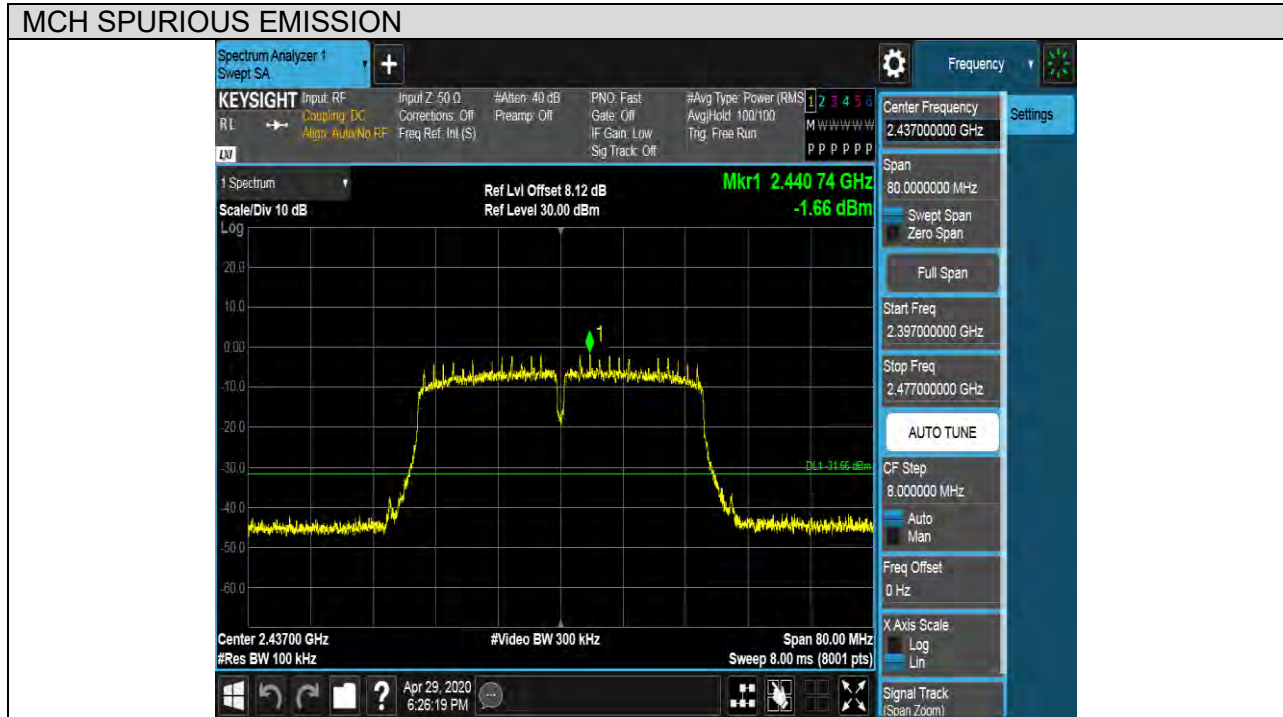 MCH SPURIOUS EMISSION
Spectrum Analyzer 1
Swept SA
Frequency
Settings
KEYSIGHT Input: RF Input Z: 50 Ω #Atten: 40 dB PNO: Fast #Avg Type: Power (RMS 1 2 3 4 5 6
RL Coupling: DC Corrections: Off Preamp: Off Gate: Off Avg|Hold: 100/100 M W W W W W
Align: Auto/No RF Freq Ref: Int (S) IF Gain: Low Trig: Free Run
LXI Sig Track: Off P P P P P P
1 Spectrum
Scale/Div 10 dB
Ref Lvl Offset 8.12 dB
Ref Level 30.00 dBm
Mkr1 2.440 74 GHz
-1.66 dBm
Log
20.0
10.0
0.00
-10.0
-20.0
-30.0
-40.0
-50.0
-60.0
1
DL1 -31.66 dBm
Center 2.43700 GHz #Video BW 300 kHz Span 80.00 MHz
#Res BW 100 kHz Sweep 8.00 ms (8001 pts)
Center Frequency
2.437000000 GHz
Span
80.0000000 MHz
Swept Span
Zero Span
Full Span
Start Freq
2.397000000 GHz
Stop Freq
2.477000000 GHz
AUTO TUNE
CF Step
8.000000 MHz
Auto
Man
Freq Offset
0 Hz
X Axis Scale
Log
Lin
Signal Track
(Span Zoom)
Apr 29, 2020
6:26:19 PM